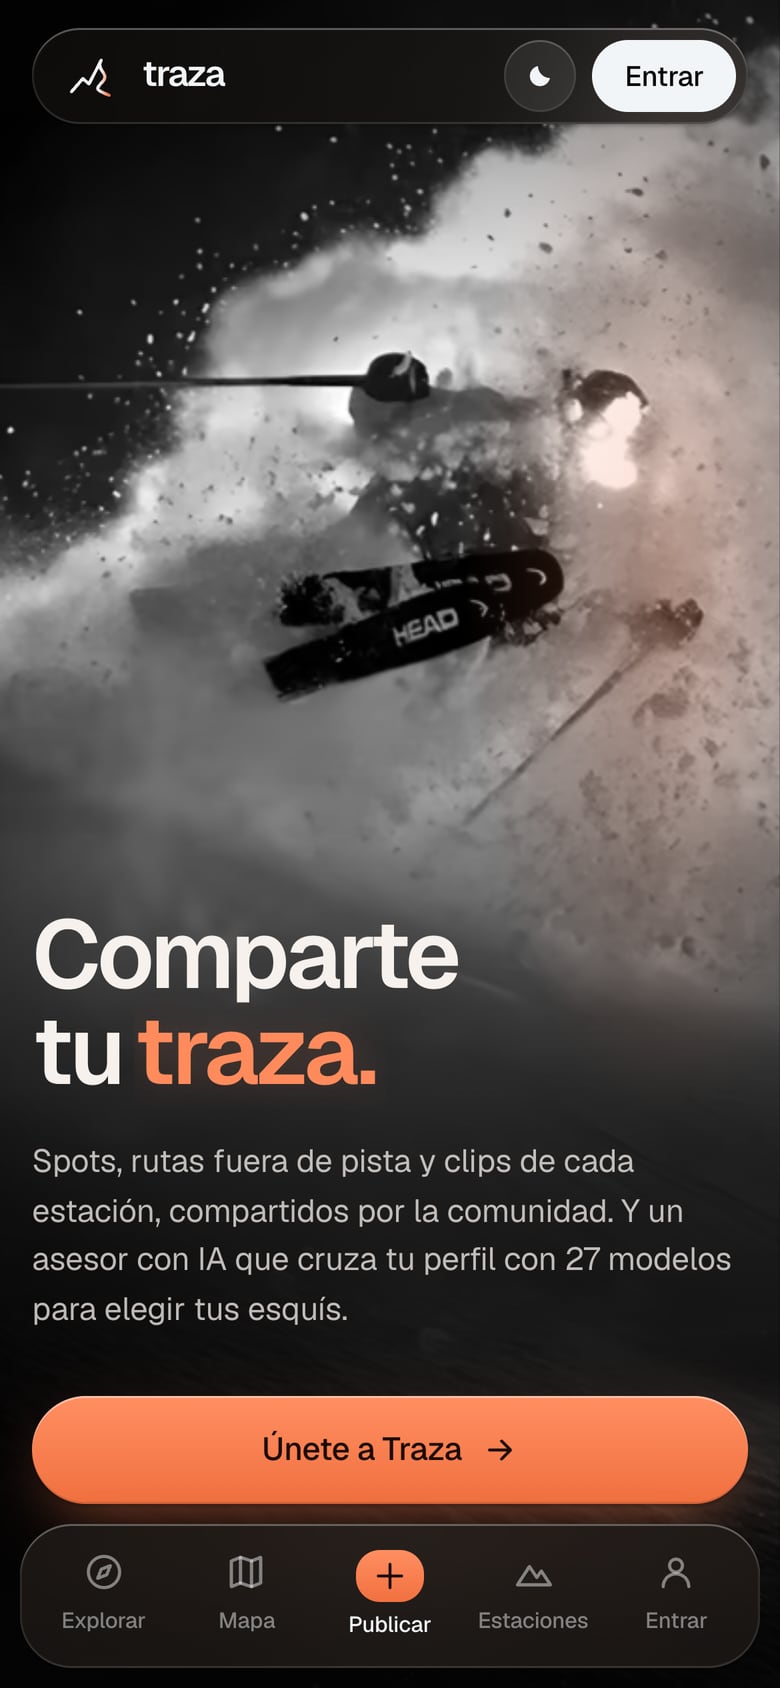 traza
Entrar
HEAD
Comparte
tu traza.
Spots, rutas fuera de pista y clips de cada
estación, compartidos por la comunidad. Y un
asesor con IA que cruza tu perfil con 27 modelos
para elegir tus esquís.
Únete a Traza →
Explorar
Mapa
Publicar
Estaciones
Entrar